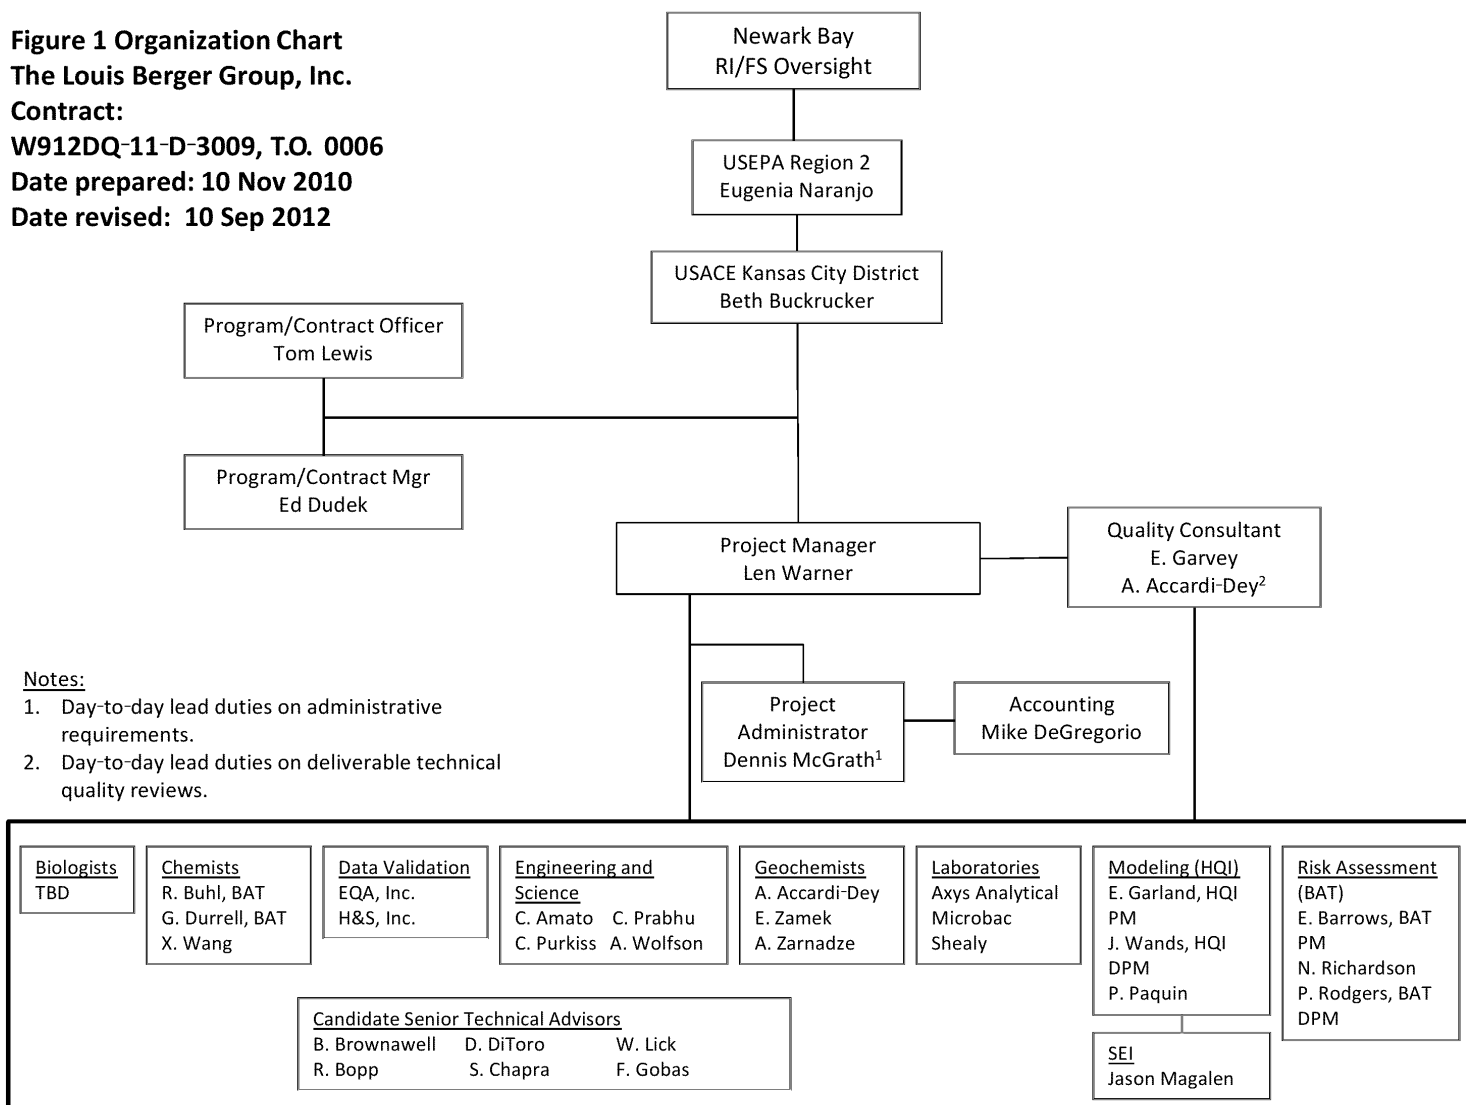 Figure 1 Organization Chart
The Louis Berger Group, Inc.
Contract:
W912DQ-11-D-3009, T.O. 0006
Date prepared: 10 Nov 2010
Date revised: 10 Sep 2012
Newark Bay
RI/FS Oversight
USEPA Region 2
Eugenia Naranjo
USACE Kansas City District
Beth Buckrucker
Program/Contract Officer
Tom Lewis
Program/Contract Mgr
Ed Dudek
Project Manager
Len Warner
Quality Consultant
E. Garvey
A. Accardi-Dey²
Project
Administrator
Dennis McGrath¹
Accounting
Mike DeGregorio
Notes:
1. Day-to-day lead duties on administrative
requirements.
2. Day-to-day lead duties on deliverable technical
quality reviews.
Biologists
TBD
Chemists
R. Buhl, BAT
G. Durrell, BAT
X. Wang
Data Validation
EQA, Inc.
H&S, Inc.
Engineering and
Science
C. Amato C. Prabhu
C. Purkiss A. Wolfson
Geochemists
A. Accardi-Dey
E. Zamek
A. Zarnadze
Laboratories
Axys Analytical
Microbac
Shealy
Modeling (HQI)
E. Garland, HQI
PM
J. Wands, HQI
DPM
P. Paquin
Risk Assessment
(BAT)
E. Barrows, BAT
PM
N. Richardson
P. Rodgers, BAT
DPM
Candidate Senior Technical Advisors
B. Brownawell D. DiToro W. Lick
R. Bopp S. Chapra F. Gobas
SEI
Jason Magalen